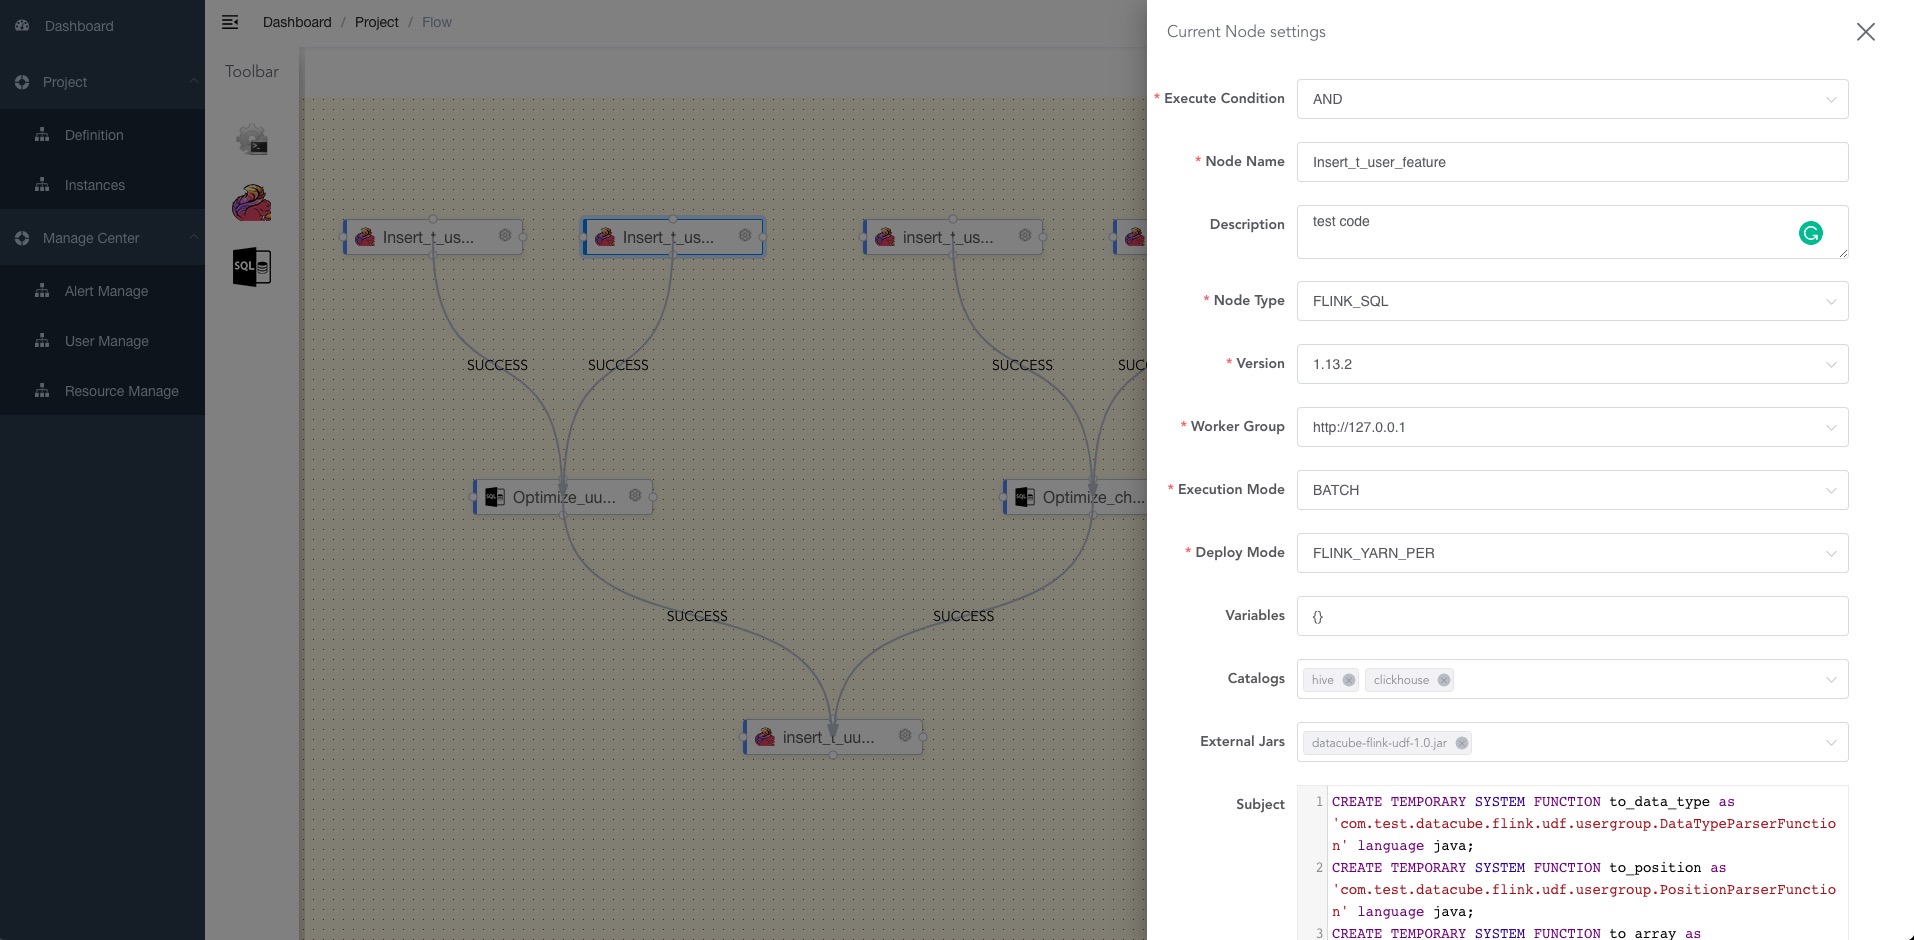 Dashboard
Project
Definition
Instances
Manage Center
Alert Manage
User Manage
Resource Manage
Dashboard / Project / Flow
Toolbar
SQL
Insert_t_us...
Insert_t_us...
insert_t_us...
SUCCESS
SUCCESS
SUCCESS
SUC
SQL
Optimize_uu...
SQL
Optimize_ch...
SUCCESS
SUCCESS
insert_t_uu...
Current Node settings
* Execute Condition
AND
* Node Name
Insert_t_user_feature
Description
test code
* Node Type
FLINK_SQL
* Version
1.13.2
* Worker Group
http://127.0.0.1
* Execution Mode
BATCH
* Deploy Mode
FLINK_YARN_PER
Variables
{}
Catalogs
hive
clickhouse
External Jars
datacube-flink-udf-1.0.jar
Subject
1 CREATE TEMPORARY SYSTEM FUNCTION to_data_type as
'com.test.datacube.flink.udf.usergroup.DataTypeParserFunctio
n' language java;
2 CREATE TEMPORARY SYSTEM FUNCTION to_position as
'com.test.datacube.flink.udf.usergroup.PositionParserFunctio
n' language java;
3 CREATE TEMPORARY SYSTEM FUNCTION to_array as